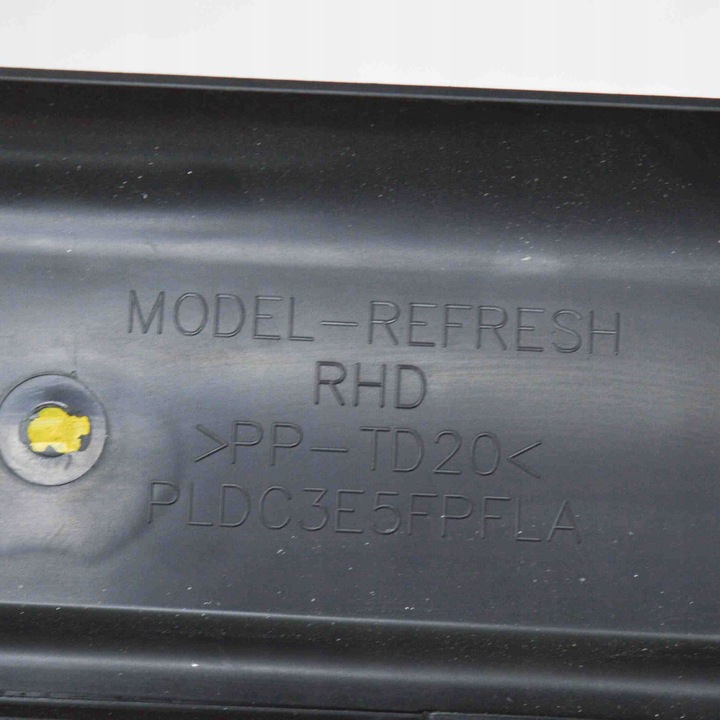 MODEL-REFRESH
RHD
>PP-TD20<
PLDC3E5FPFLA